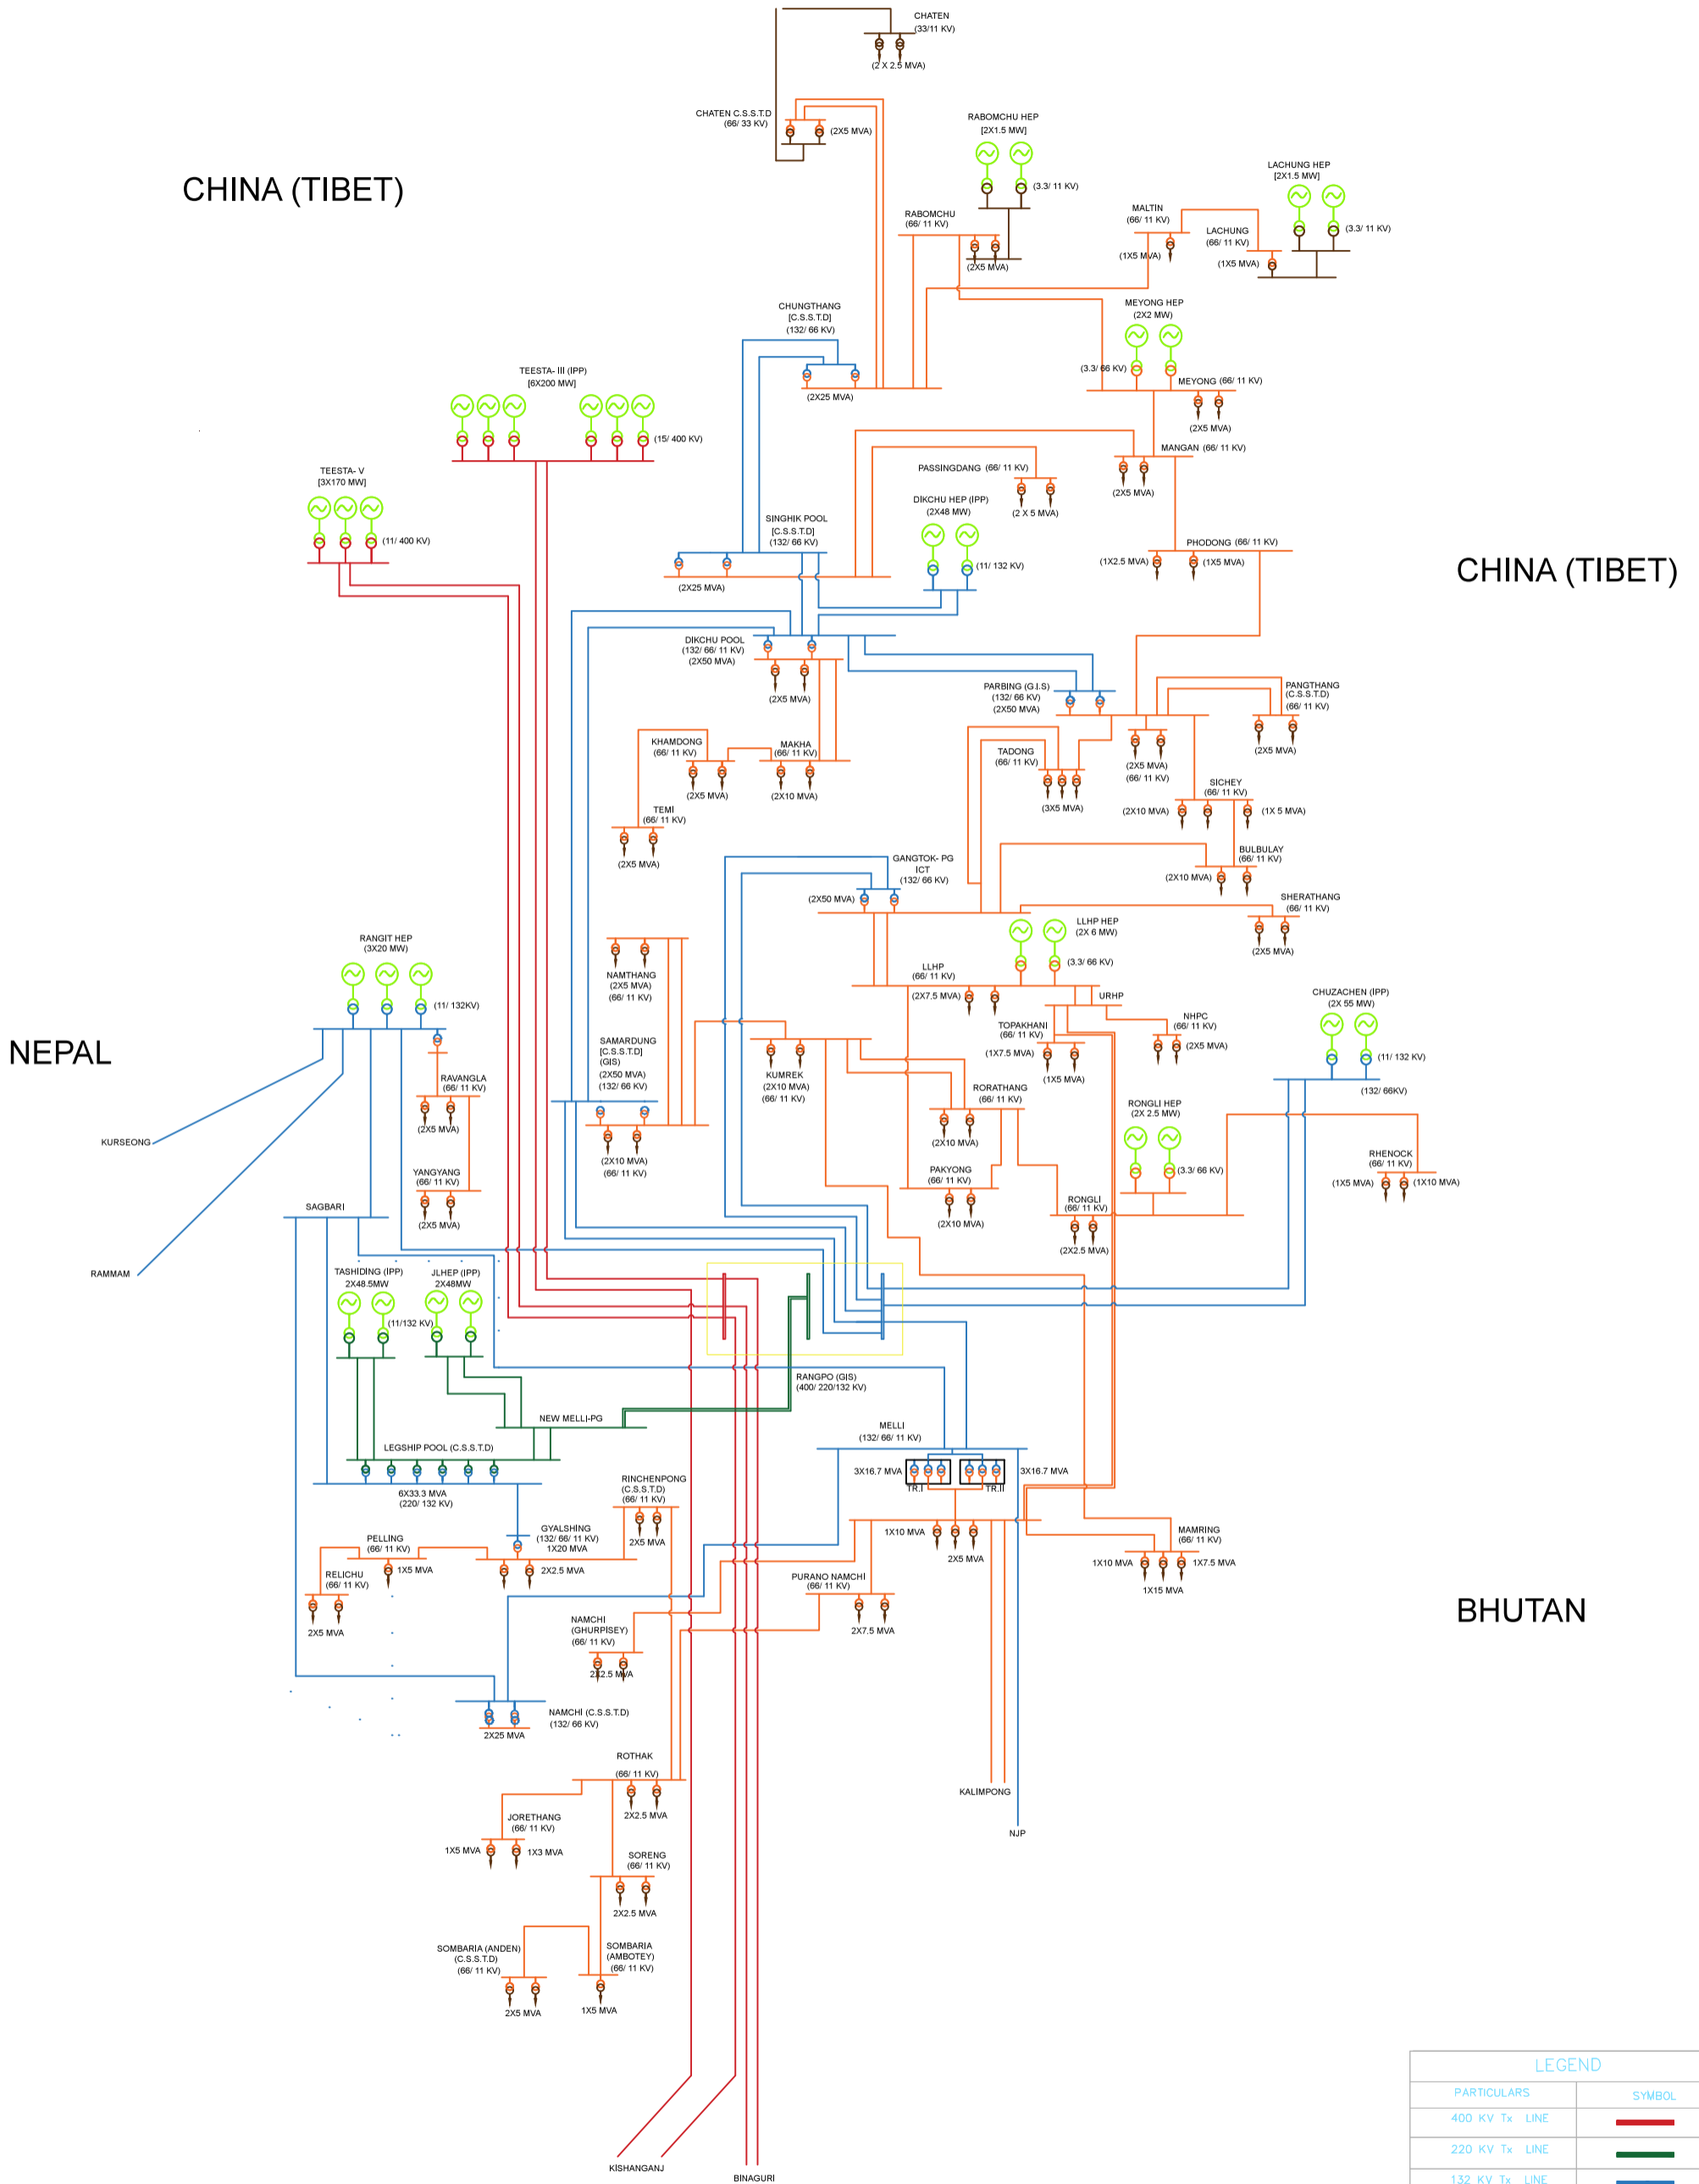 CHATEN
(33/11 KV)
(2 X 2.5 MVA)
CHATEN C.S.S.T.D
(66/ 33 KV)
(2X5 MVA)
RABOMCHU HEP
[2X1.5 MW]
(3.3/ 11 KV)
LACHUNG HEP
[2X1.5 MW]
(3.3/ 11 KV)
CHINA (TIBET)
RABOMCHU
(66/ 11 KV)
(2X5 MVA)
MALTIN
(66/ 11 KV)
(1X5 MVA)
LACHUNG
(66/ 11 KV)
(1X5 MVA)
CHUNGTHANG
[C.S.S.T.D]
(132/ 66 KV)
(2X25 MVA)
MEYONG HEP
(2X2 MW)
(3.3/ 66 KV)
MEYONG (66/ 11 KV)
(2X5 MVA)
TEESTA- III (IPP)
[6X200 MW]
(15/ 400 KV)
TEESTA- V
[3X170 MW]
(11/ 400 KV)
MANGAN (66/ 11 KV)
(2X5 MVA)
PASSINGDANG (66/ 11 KV)
(2 X 5 MVA)
DIKCHU HEP (IPP)
(2X48 MW)
(11/ 132 KV)
SINGHIK POOL
[C.S.S.T.D]
(132/ 66 KV)
(2X25 MVA)
PHODONG (66/ 11 KV)
(1X2.5 MVA)
(1X5 MVA)
CHINA (TIBET)
DIKCHU POOL
(132/ 66/ 11 KV)
(2X50 MVA)
(2X5 MVA)
PARBING (G.I.S)
(132/ 66 KV)
(2X50 MVA)
(2X5 MVA)
(66/ 11 KV)
PANGTHANG
(C.S.S.T.D)
(66/ 11 KV)
(2X5 MVA)
KHAMDONG
(66/ 11 KV)
(2X5 MVA)
MAKHA
(66/ 11 KV)
(2X10 MVA)
TADONG
(66/ 11 KV)
(3X5 MVA)
SICHEY
(66/ 11 KV)
(2X10 MVA)
(1X 5 MVA)
TEMI
(66/ 11 KV)
(2X5 MVA)
BULBULAY
(66/ 11 KV)
(2X10 MVA)
GANGTOK- PG
ICT
(132/ 66 KV)
(2X50 MVA)
SHERATHANG
(66/ 11 KV)
(2X5 MVA)
LLHP HEP
(2X 6 MW)
(3.3/ 66 KV)
RANGIT HEP
(3X20 MW)
(11/ 132KV)
NAMTHANG
(2X5 MVA)
(66/ 11 KV)
LLHP
(66/ 11 KV)
(2X7.5 MVA)
URHP
NHPC
(66/ 11 KV)
(2X5 MVA)
TOPAKHANI
(66/ 11 KV)
(1X7.5 MVA)
(1X5 MVA)
CHUZACHEN (IPP)
(2X 55 MW)
(11/ 132 KV)
(132/ 66KV)
NEPAL
SAMARDUNG
[C.S.S.T.D]
(GIS)
(2X50 MVA)
(132/ 66 KV)
(2X10 MVA)
(66/ 11 KV)
KUMREK
(2X10 MVA)
(66/ 11 KV)
RAVANGLA
(66/ 11 KV)
(2X5 MVA)
RORATHANG
(66/ 11 KV)
(2X10 MVA)
RONGLI HEP
(2X 2.5 MW)
(3.3/ 66 KV)
KURSEONG
RHENOCK
(66/ 11 KV)
(1X5 MVA)
(1X10 MVA)
YANGYANG
(66/ 11 KV)
(2X5 MVA)
PAKYONG
(66/ 11 KV)
(2X10 MVA)
RONGLI
(66/ 11 KV)
(2X2.5 MVA)
SAGBARI
RAMMAM
TASHIDING (IPP)
2X48.5MW
(11/132 KV)
JLHEP (IPP)
2X48MW
RANGPO (GIS)
(400/ 220/132 KV)
NEW MELLI-PG
MELLI
(132/ 66/ 11 KV)
3X16.7 MVA
3X16.7 MVA
TR.I
TR.II
1X10 MVA
2X5 MVA
LEGSHIP POOL (C.S.S.T.D)
6X33.3 MVA
(220/ 132 KV)
RINCHENPONG
(C.S.S.T.D)
(66/ 11 KV)
2X5 MVA
GYALSHING
(132/ 66/ 11 KV)
1X20 MVA
2X2.5 MVA
PELLING
(66/ 11 KV)
1X5 MVA
RELICHU
(66/ 11 KV)
2X5 MVA
MAMRING
(66/ 11 KV)
1X10 MVA
1X7.5 MVA
1X15 MVA
PURANO NAMCHI
(66/ 11 KV)
2X7.5 MVA
BHUTAN
NAMCHI
(GHURPISEY)
(66/ 11 KV)
2X2.5 MVA
NAMCHI (C.S.S.T.D)
(132/ 66 KV)
2X25 MVA
ROTHAK
(66/ 11 KV)
2X2.5 MVA
KALIMPONG
NJP
JORETHANG
(66/ 11 KV)
1X5 MVA
1X3 MVA
SORENG
(66/ 11 KV)
2X2.5 MVA
SOMBARIA (ANDEN)
(C.S.S.T.D)
(66/ 11 KV)
2X5 MVA
SOMBARIA
(AMBOTEY)
(66/ 11 KV)
1X5 MVA
KISHANGANJ
BINAGURI
LEGEND
PARTICULARS SYMBOL
400 KV Tx LINE
220 KV Tx LINE
132 KV Tx LINE